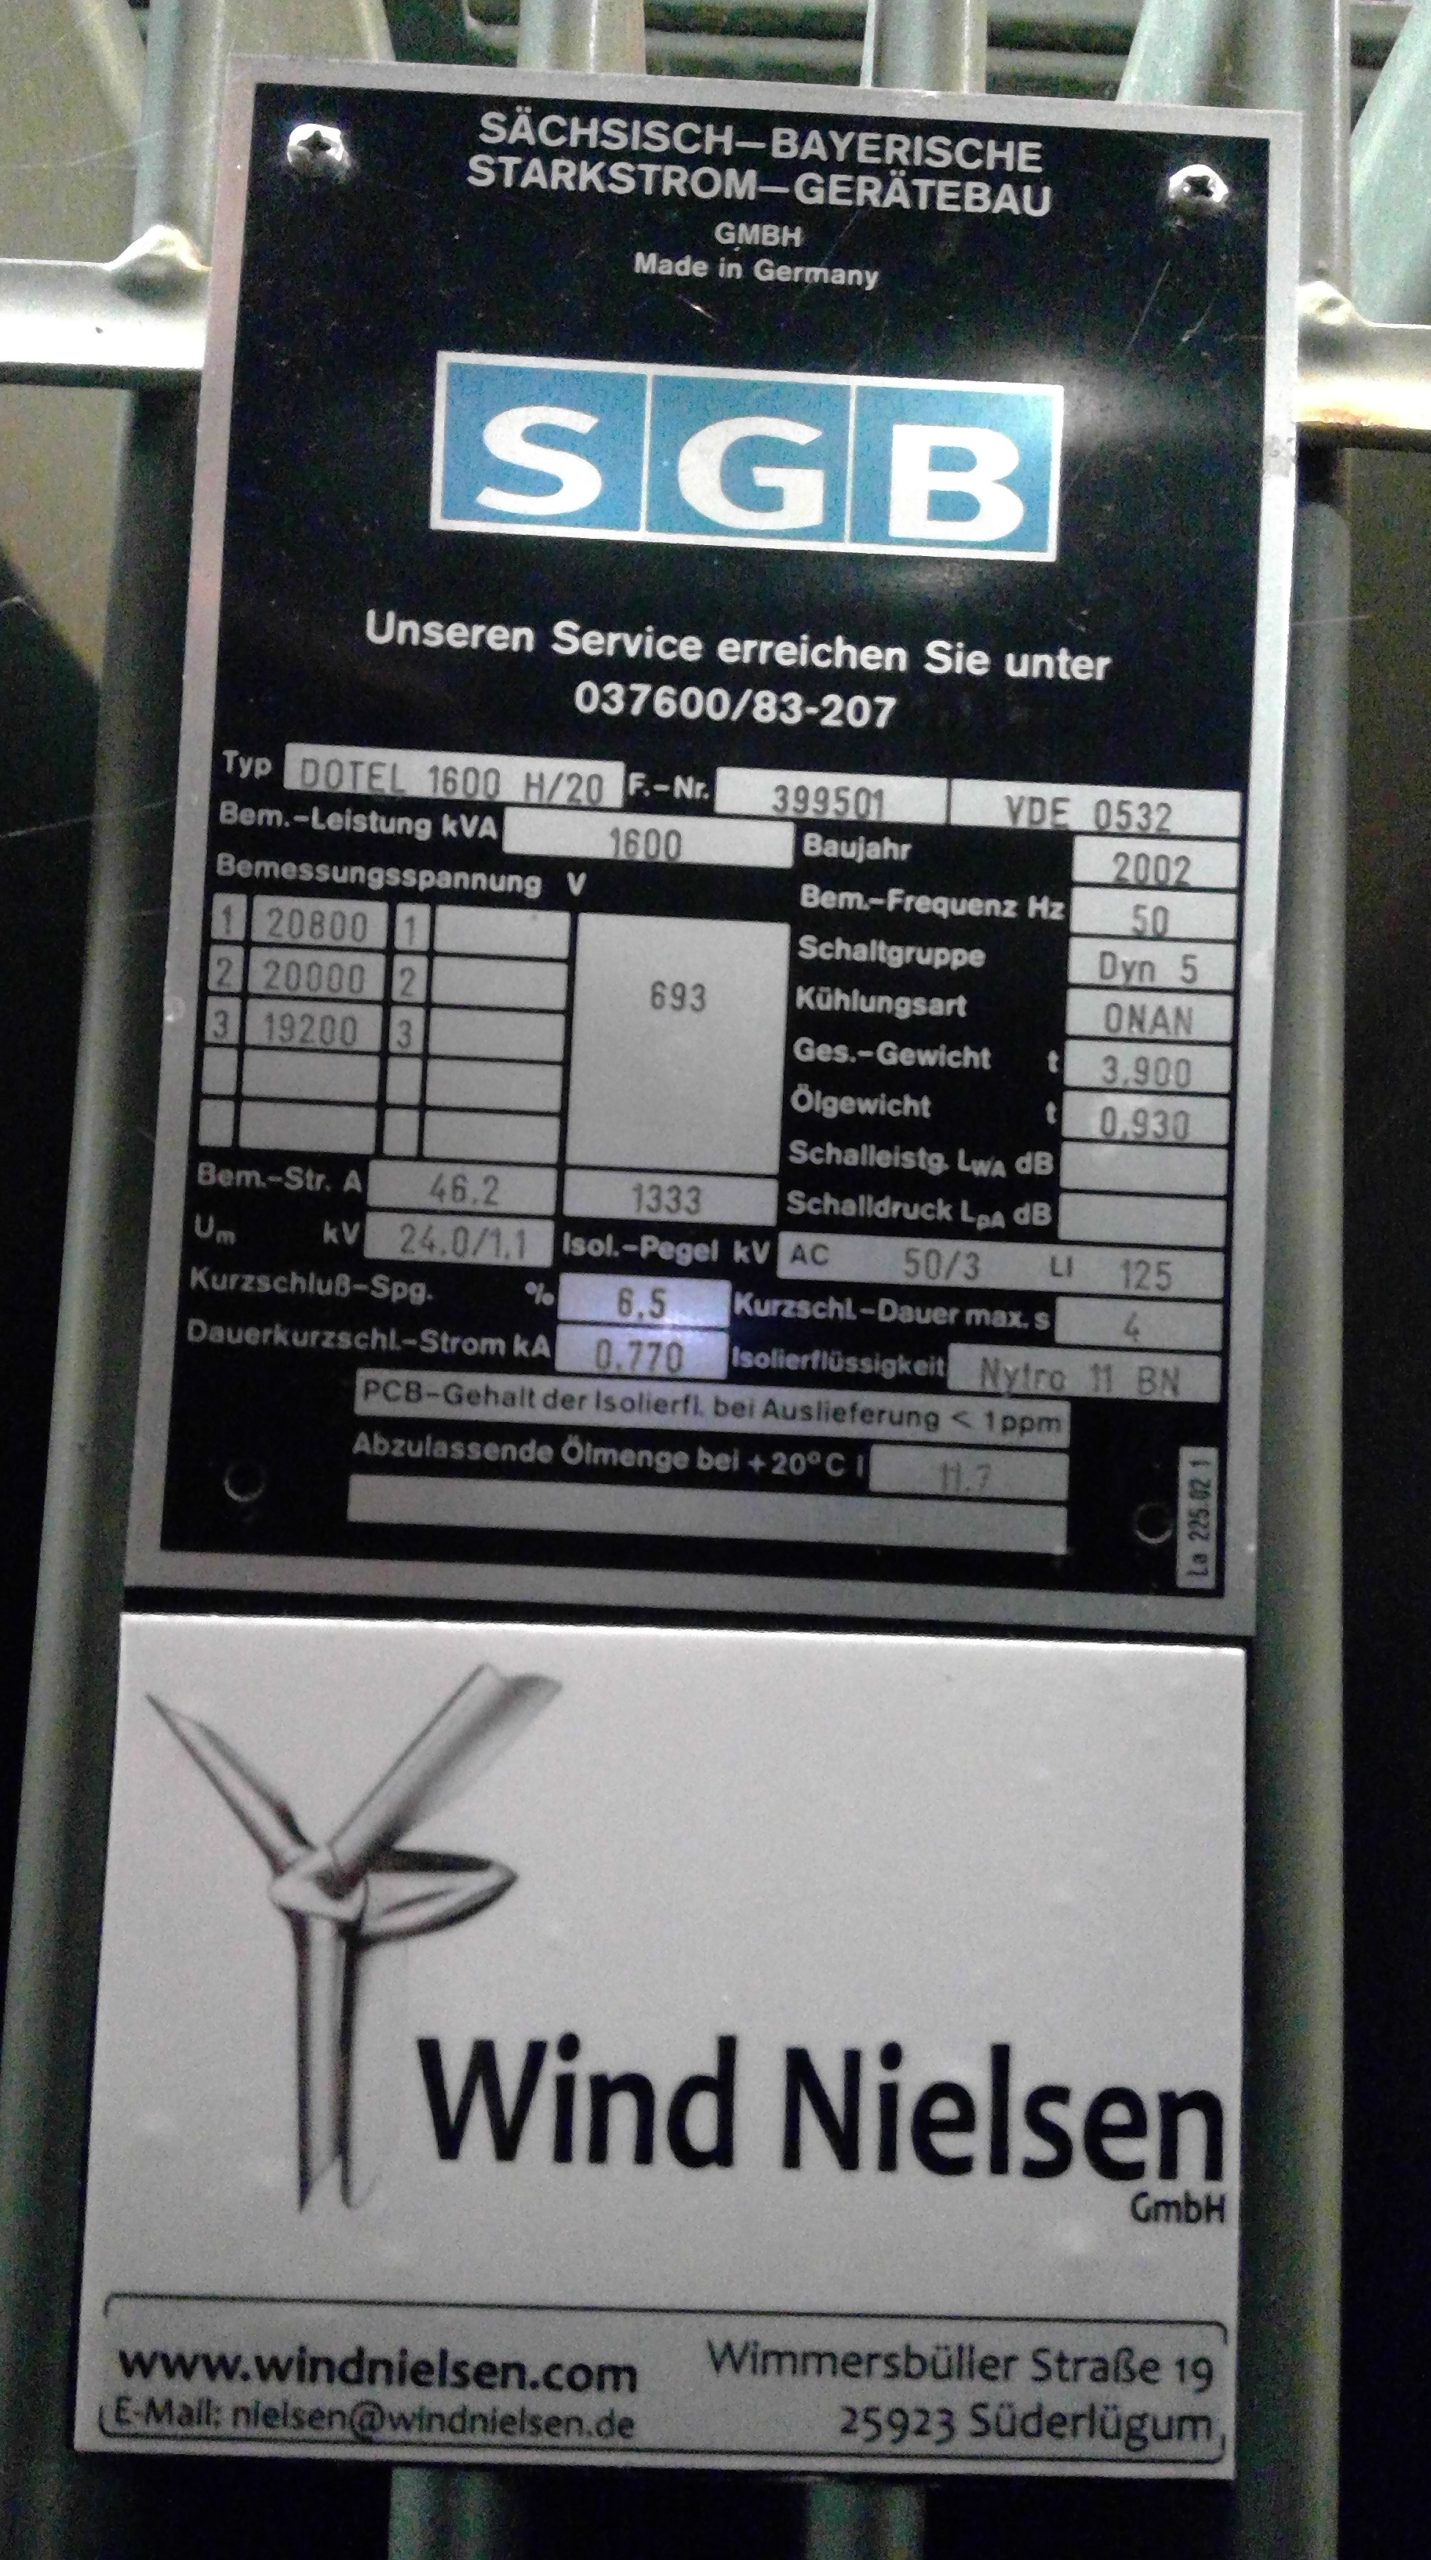 SÄCHSISCH–BAYERISCHE
STARKSTROM–GERÄTEBAU
GMBH
Made in Germany
SGB
Unseren Service erreichen Sie unter
037600/83-207
Typ DOTEL 1600 H/20 F.-Nr. 399501 VDE 0532
Bem.-Leistung kVA 1600 Baujahr 2002
Bemessungsspannung V Bem.-Frequenz Hz 50
1 20800 1 693 Schaltgruppe Dyn 5
2 20000 2 Kühlungsart ONAN
3 19200 3 Ges.-Gewicht t 3,900
Ölgewicht t 0,930
Schalleistg. LWA dB
Bem.-Str. A 46.2 1333 Schalldruck LpA dB
Um kV 24.0/1.1 Isol.-Pegel kV AC 50/3 LI 125
Kurzschluß-Spg. % 6.5 Kurzschl.-Dauer max. s 4
Dauerkurzschl.-Strom kA 0.770 Isolierflüssigkeit Nytro 11 BN
PCB-Gehalt der Isolierfl. bei Auslieferung < 1ppm
Abzulassende Ölmenge bei +20°C l 11.7
La 225.02 1
Wind Nielsen
GmbH
www.windnielsen.com Wimmersbüller Straße 19
E-Mail: nielsen@windnielsen.de 25923 Süderlügum